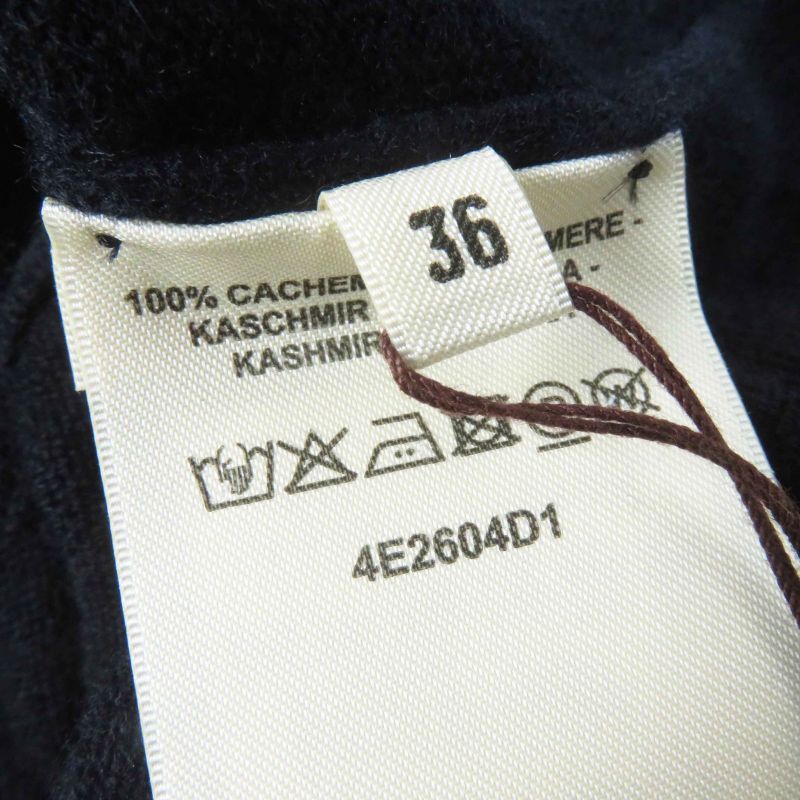 36
100% CACHEM MERE -
KASCHMIR A -
KASHMIR
4E2604D1